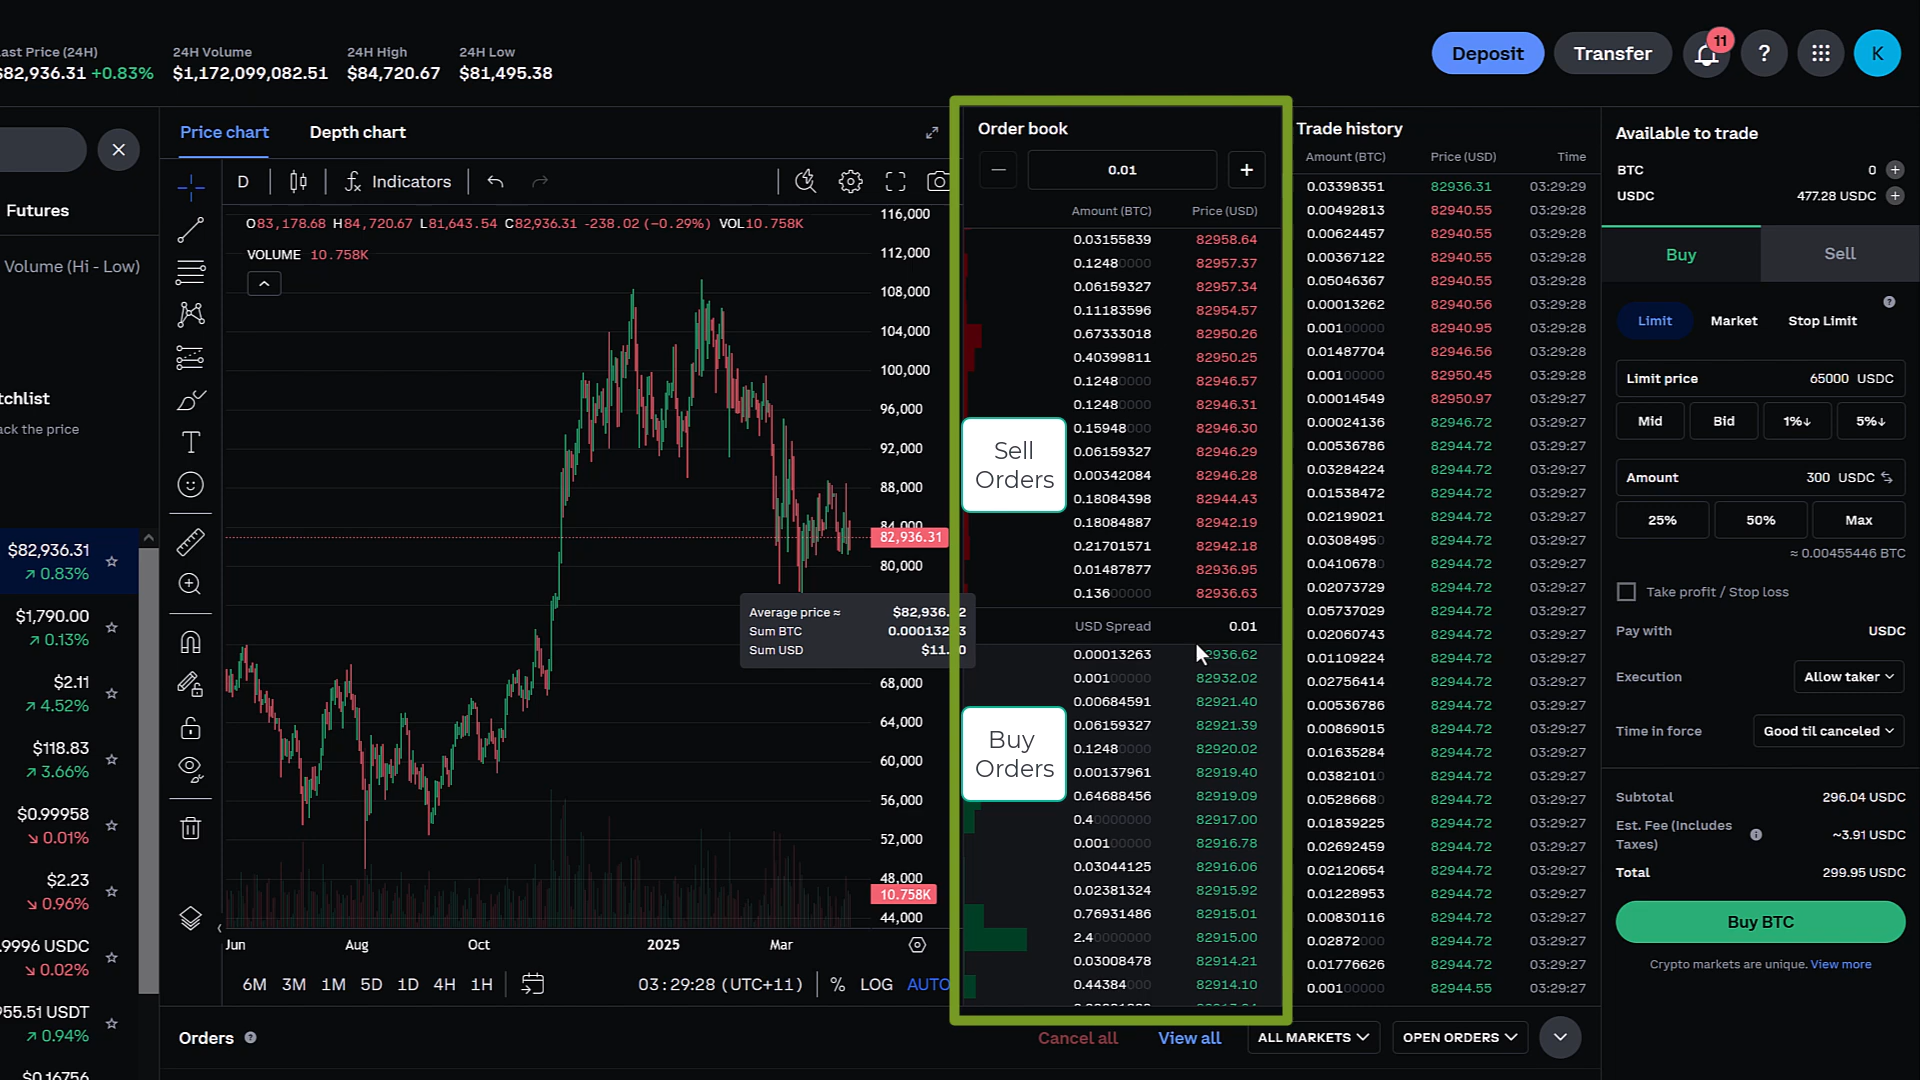 ast Price (24H)
$82,936.31 +0.83%
24H Volume
$1,172,099,082.51
24H High
$84,720.67
24H Low
$81,495.38
Deposit
Transfer
11
?
K
Futures
Volume (Hi - Low)
tchlist
ack the price
$82,936.31
↗ 0.83%
$1,790.00
↗ 0.13%
$2.11
↗ 4.52%
$118.83
↗ 3.66%
$0.99958
↘ 0.01%
$2.23
↘ 0.96%
.9996 USDC
↘ 0.02%
955.51 USDT
↗ 0.94%
$0.16756
Price chart
Depth chart
D
Indicators
O83,178.68 H84,720.67 L81,643.54 C82,936.31 -238.02 (-0.29%) VOL10.758K
VOLUME 10.758K
116,000
112,000
108,000
104,000
100,000
96,000
92,000
88,000
84,000
82,936.31
80,000
68,000
64,000
60,000
56,000
52,000
48,000
10.758K
44,000
Average price ≈ $82,936.
Sum BTC 0.000132
Sum USD $11.
Jun
Aug
Oct
2025
Mar
6M 3M 1M 5D 1D 4H 1H
03:29:28 (UTC+11)
% LOG AUTO
Orders ?
Cancel all
View all
ALL MARKETS
OPEN ORDERS
Order book
0.01
Amount (BTC) Price (USD)
0.03155839 82958.64
0.12480000 82957.37
0.06159327 82957.34
0.11183596 82954.57
0.67333018 82950.26
0.40399811 82950.25
0.12480000 82946.57
0.12480000 82946.31
0.15948000 82946.30
0.06159327 82946.29
0.00342084 82946.28
0.18084398 82944.43
0.18084887 82942.19
0.21701571 82942.18
0.01487877 82936.95
0.13600000 82936.63
Sell
Orders
USD Spread 0.01
0.00013263 2936.62
0.00100000 82932.02
0.00684591 82921.40
0.06159327 82921.39
0.12480000 82920.02
0.00137961 82919.40
0.64688456 82919.09
0.40000000 82917.00
0.00100000 82916.78
0.03044125 82916.06
0.02381324 82915.92
0.76931486 82915.01
2.40000000 82915.00
0.03008478 82914.21
0.44384000 82914.10
Buy
Orders
Trade history
Amount (BTC) Price (USD) Time
0.03398351 82936.31 03:29:29
0.00492813 82940.55 03:29:28
0.00624457 82940.55 03:29:28
0.00367122 82940.55 03:29:28
0.05046367 82940.55 03:29:28
0.00013262 82940.56 03:29:28
0.00100000 82940.95 03:29:28
0.01487704 82946.56 03:29:28
0.00100000 82950.45 03:29:28
0.00014549 82950.97 03:29:27
0.00024136 82946.72 03:29:27
0.00536786 82944.72 03:29:27
0.03284224 82944.72 03:29:27
0.01538472 82944.72 03:29:27
0.02199021 82944.72 03:29:27
0.03084950 82944.72 03:29:27
0.04106780 82944.72 03:29:27
0.02073729 82944.72 03:29:27
0.05737029 82944.72 03:29:27
0.02060743 82944.72 03:29:27
0.01109224 82944.72 03:29:27
0.02756414 82944.72 03:29:27
0.00536786 82944.72 03:29:27
0.00869015 82944.72 03:29:27
0.01635284 82944.72 03:29:27
0.03821010 82944.72 03:29:27
0.05286680 82944.72 03:29:27
0.01839225 82944.72 03:29:27
0.02692459 82944.72 03:29:27
0.02120654 82944.72 03:29:27
0.01228953 82944.72 03:29:27
0.00830116 82944.72 03:29:27
0.02872000 82944.72 03:29:27
0.01776626 82944.72 03:29:27
0.00100000 82944.55 03:29:27
Available to trade
BTC 0
USDC 477.28 USDC
Buy
Sell
?
Limit
Market
Stop Limit
Limit price 65000 USDC
Mid
Bid
1%↓
5%↓
Amount 300 USDC
25%
50%
Max
≈ 0.00455446 BTC
Take profit / Stop loss
Pay with USDC
Execution Allow taker
Time in force Good til canceled
Subtotal 296.04 USDC
Est. Fee (Includes
Taxes) ~3.91 USDC
Total 299.95 USDC
Buy BTC
Crypto markets are unique. View more